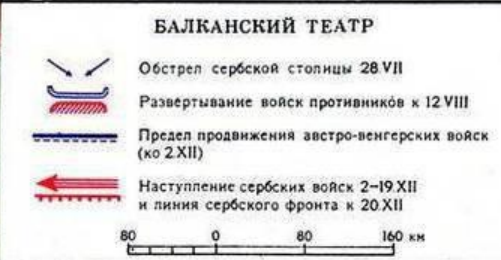 БАЛКАНСКИЙ ТЕАТР
Обстрел сербской столицы 28.VII
Развертывание войск противников к 12.VIII
Предел продвижения австро-венгерских войск
(ко 2.XII)
Наступление сербских войск 2–19.XII
и линия сербского фронта к 20.XII
80 0 80 160 км